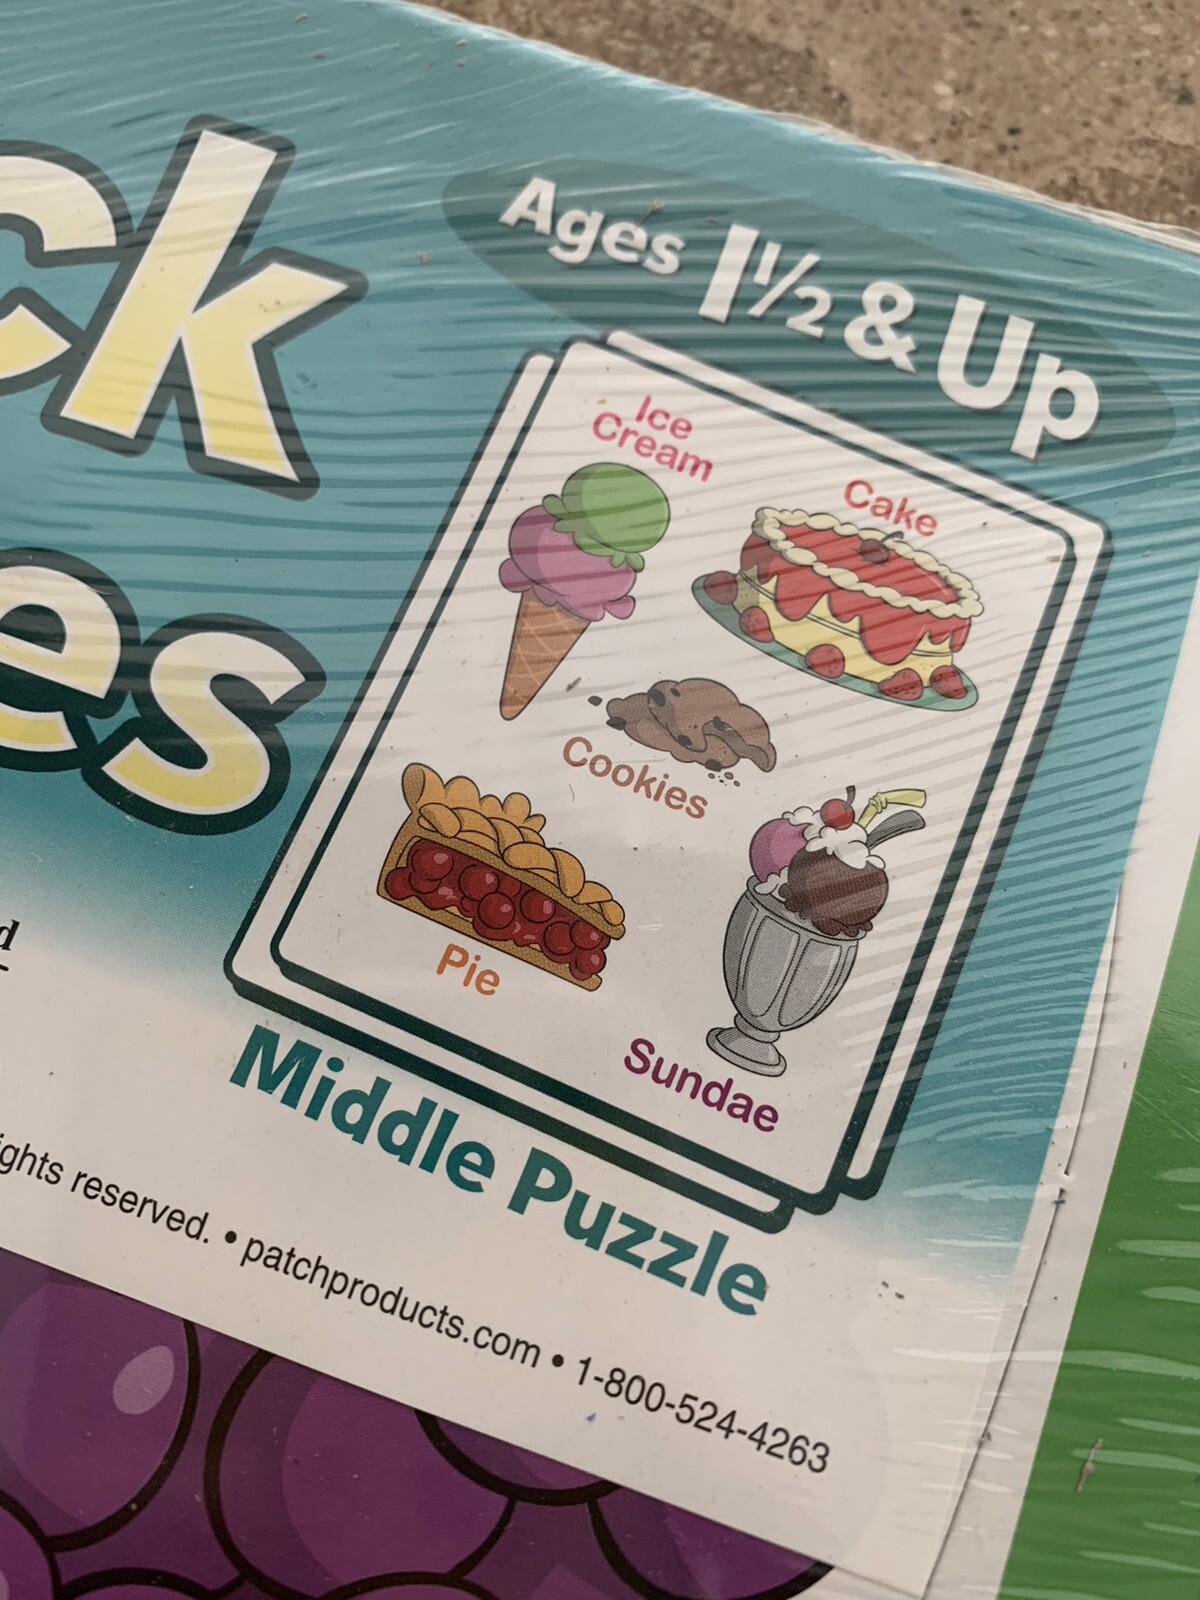 ck
es
Ages 1½ & Up
Ice
Cream
Cake
Cookies
Pie
Sundae
Middle Puzzle
ights reserved. • patchproducts.com • 1-800-524-4263